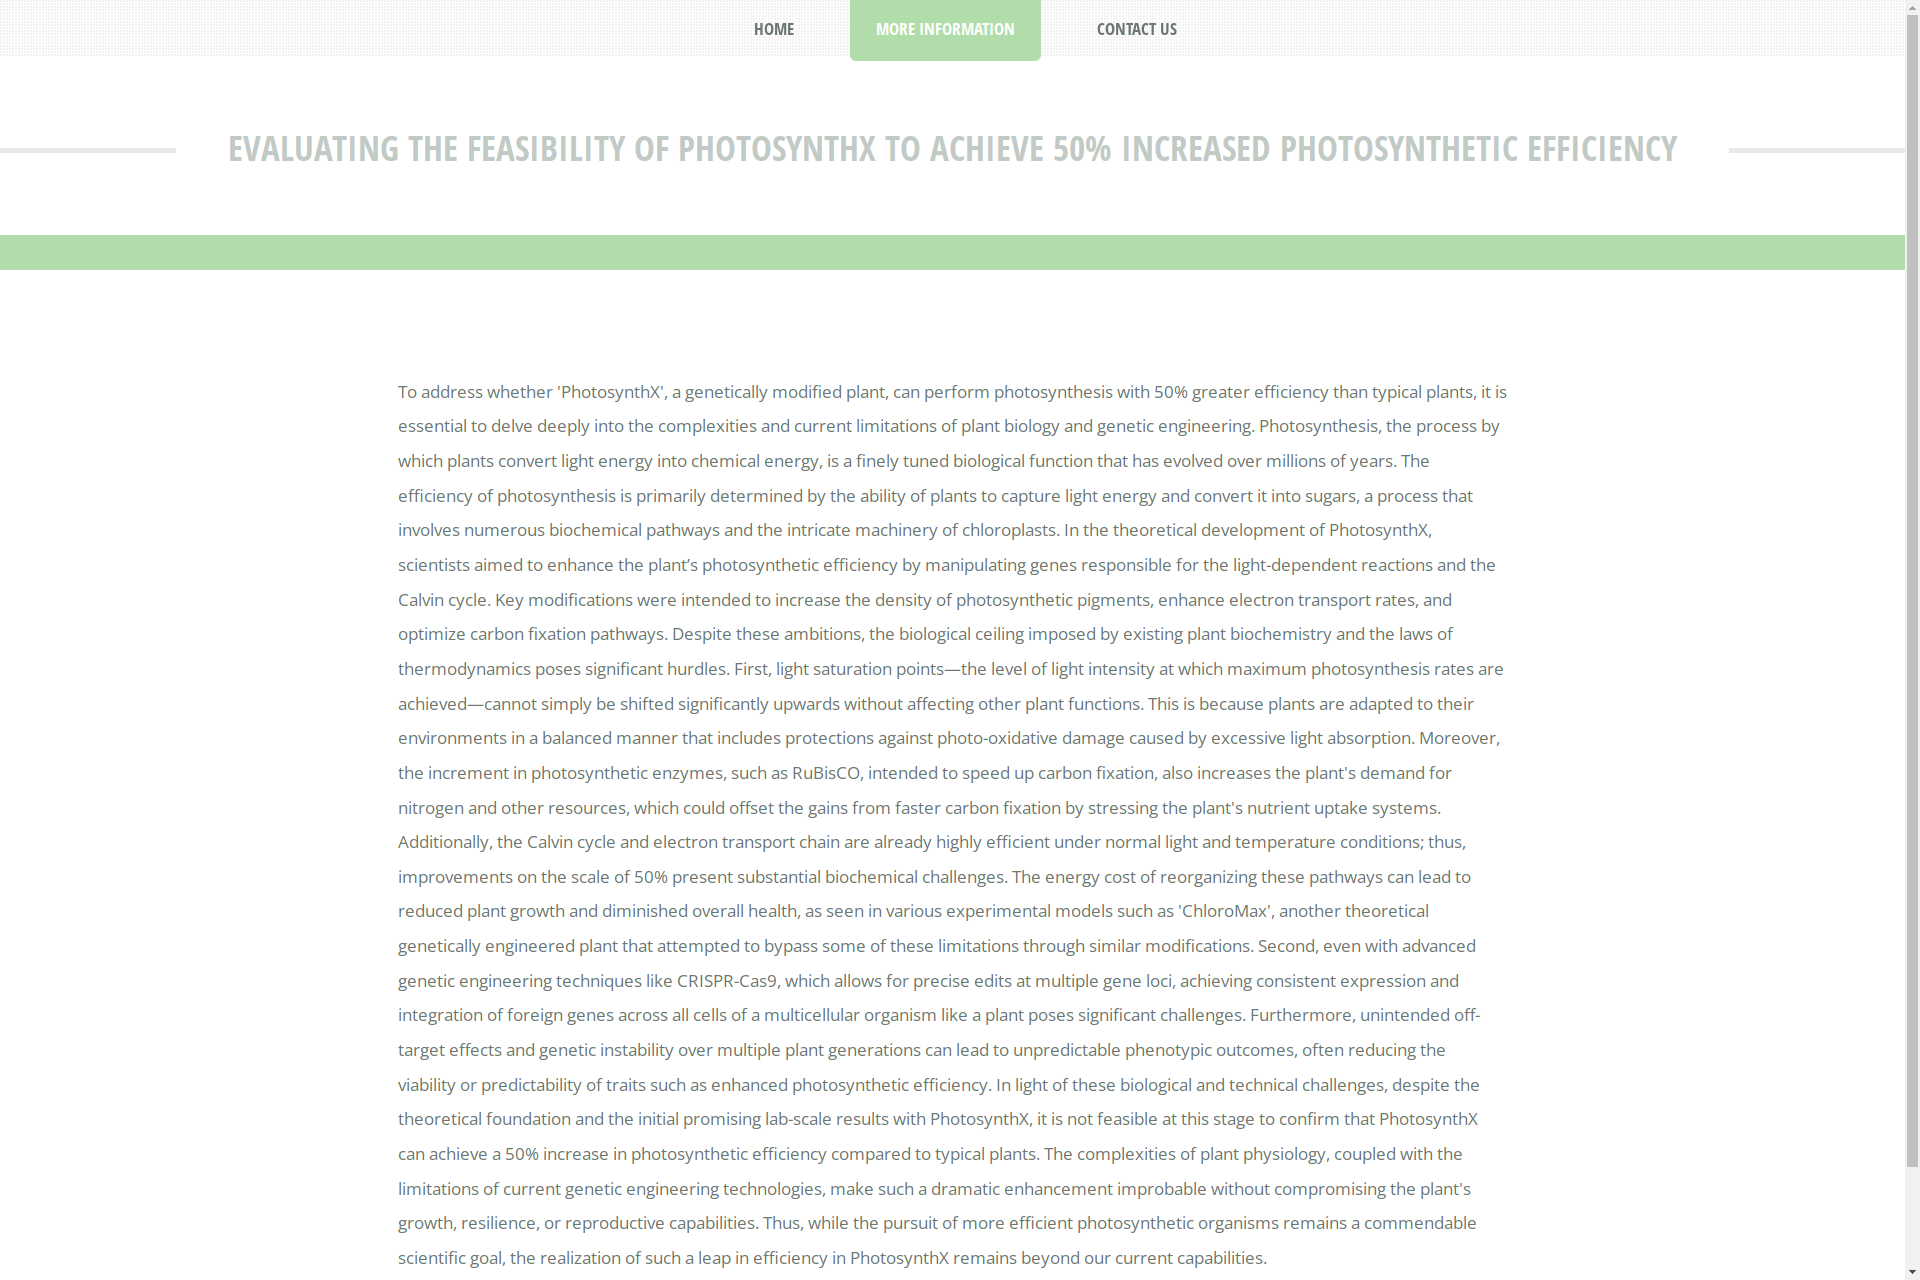 HOME
MORE INFORMATION
CONTACT US
EVALUATING THE FEASIBILITY OF PHOTOSYNTHX TO ACHIEVE 50% INCREASED PHOTOSYNTHETIC EFFICIENCY
To address whether 'PhotosynthX', a genetically modified plant, can perform photosynthesis with 50% greater efficiency than typical plants, it is
essential to delve deeply into the complexities and current limitations of plant biology and genetic engineering. Photosynthesis, the process by
which plants convert light energy into chemical energy, is a finely tuned biological function that has evolved over millions of years. The
efficiency of photosynthesis is primarily determined by the ability of plants to capture light energy and convert it into sugars, a process that
involves numerous biochemical pathways and the intricate machinery of chloroplasts. In the theoretical development of PhotosynthX,
scientists aimed to enhance the plant’s photosynthetic efficiency by manipulating genes responsible for the light-dependent reactions and the
Calvin cycle. Key modifications were intended to increase the density of photosynthetic pigments, enhance electron transport rates, and
optimize carbon fixation pathways. Despite these ambitions, the biological ceiling imposed by existing plant biochemistry and the laws of
thermodynamics poses significant hurdles. First, light saturation points—the level of light intensity at which maximum photosynthesis rates are
achieved—cannot simply be shifted significantly upwards without affecting other plant functions. This is because plants are adapted to their
environments in a balanced manner that includes protections against photo-oxidative damage caused by excessive light absorption. Moreover,
the increment in photosynthetic enzymes, such as RuBisCO, intended to speed up carbon fixation, also increases the plant's demand for
nitrogen and other resources, which could offset the gains from faster carbon fixation by stressing the plant's nutrient uptake systems.
Additionally, the Calvin cycle and electron transport chain are already highly efficient under normal light and temperature conditions; thus,
improvements on the scale of 50% present substantial biochemical challenges. The energy cost of reorganizing these pathways can lead to
reduced plant growth and diminished overall health, as seen in various experimental models such as 'ChloroMax', another theoretical
genetically engineered plant that attempted to bypass some of these limitations through similar modifications. Second, even with advanced
genetic engineering techniques like CRISPR-Cas9, which allows for precise edits at multiple gene loci, achieving consistent expression and
integration of foreign genes across all cells of a multicellular organism like a plant poses significant challenges. Furthermore, unintended off-
target effects and genetic instability over multiple plant generations can lead to unpredictable phenotypic outcomes, often reducing the
viability or predictability of traits such as enhanced photosynthetic efficiency. In light of these biological and technical challenges, despite the
theoretical foundation and the initial promising lab-scale results with PhotosynthX, it is not feasible at this stage to confirm that PhotosynthX
can achieve a 50% increase in photosynthetic efficiency compared to typical plants. The complexities of plant physiology, coupled with the
limitations of current genetic engineering technologies, make such a dramatic enhancement improbable without compromising the plant's
growth, resilience, or reproductive capabilities. Thus, while the pursuit of more efficient photosynthetic organisms remains a commendable
scientific goal, the realization of such a leap in efficiency in PhotosynthX remains beyond our current capabilities.